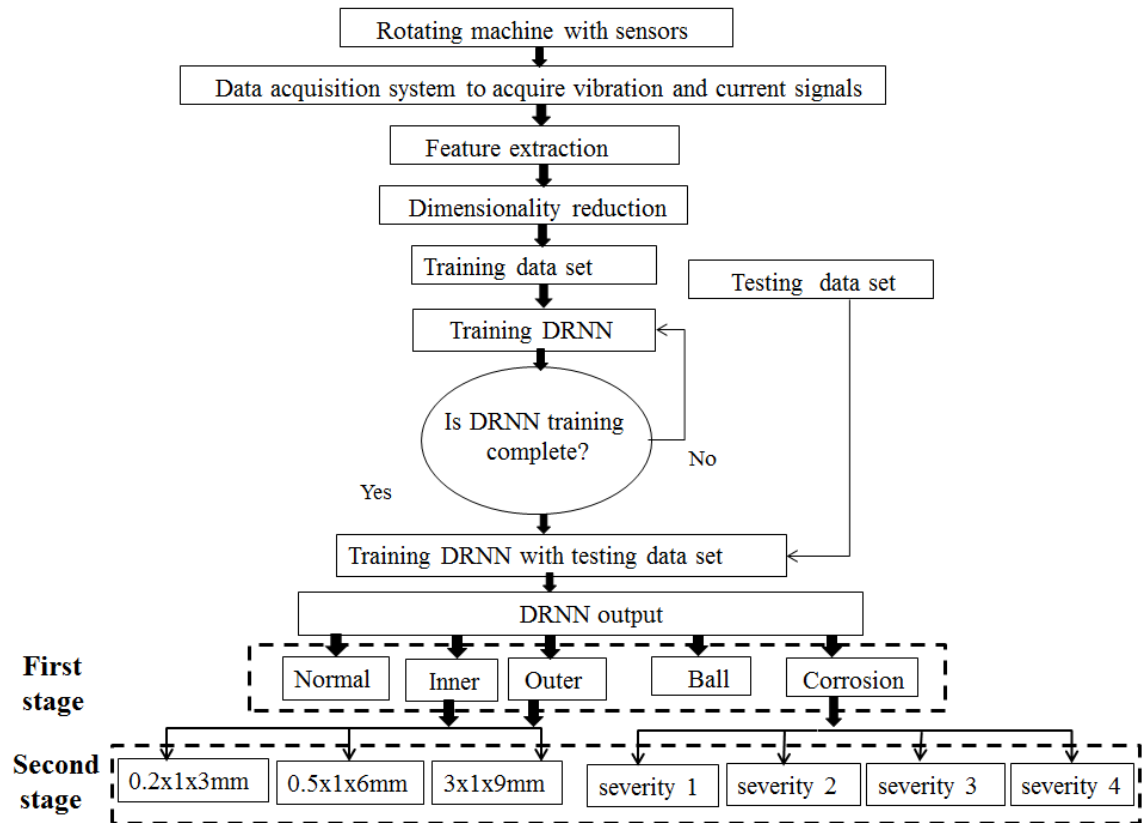 Rotating machine with sensors
Data acquisition system to acquire vibration and current signals
Feature extraction
Dimensionality reduction
Training data set
Testing data set
Training DRNN
Is DRNN training
complete?
No
Yes
Training DRNN with testing data set
DRNN output
First
stage
Normal
Inner
Outer
Ball
Corrosion
Second
stage
0.2x1x3mm
0.5x1x6mm
3x1x9mm
severity 1
severity 2
severity 3
severity 4